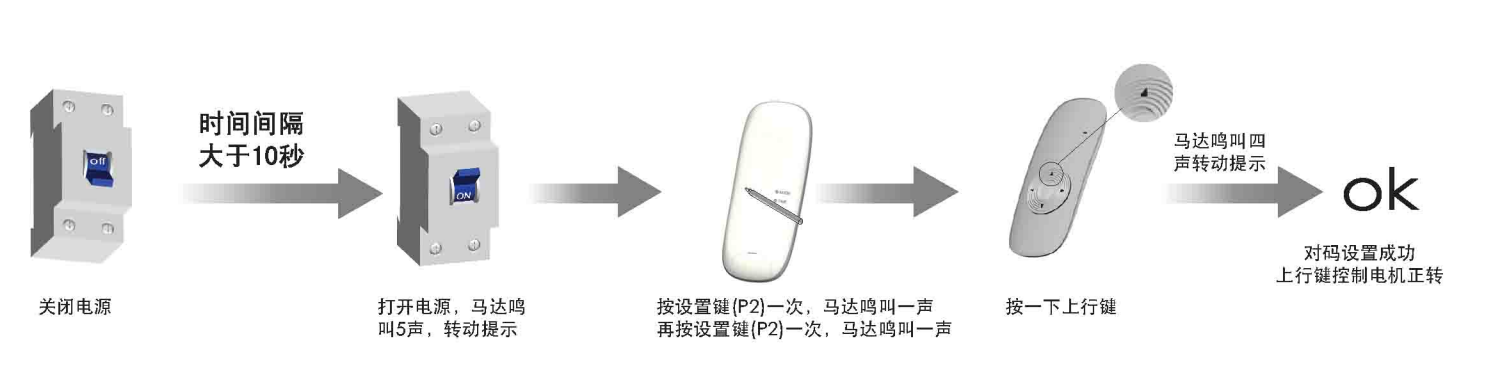 off
关闭电源
时间间隔
大于10秒
ON
打开电源，马达鸣
叫5声，转动提示
按设置键(P2)一次，马达鸣叫一声
再按设置键(P2)一次，马达鸣叫一声
按一下上行键
马达鸣叫四
声转动提示
ok
对码设置成功
上行键控制电机正转